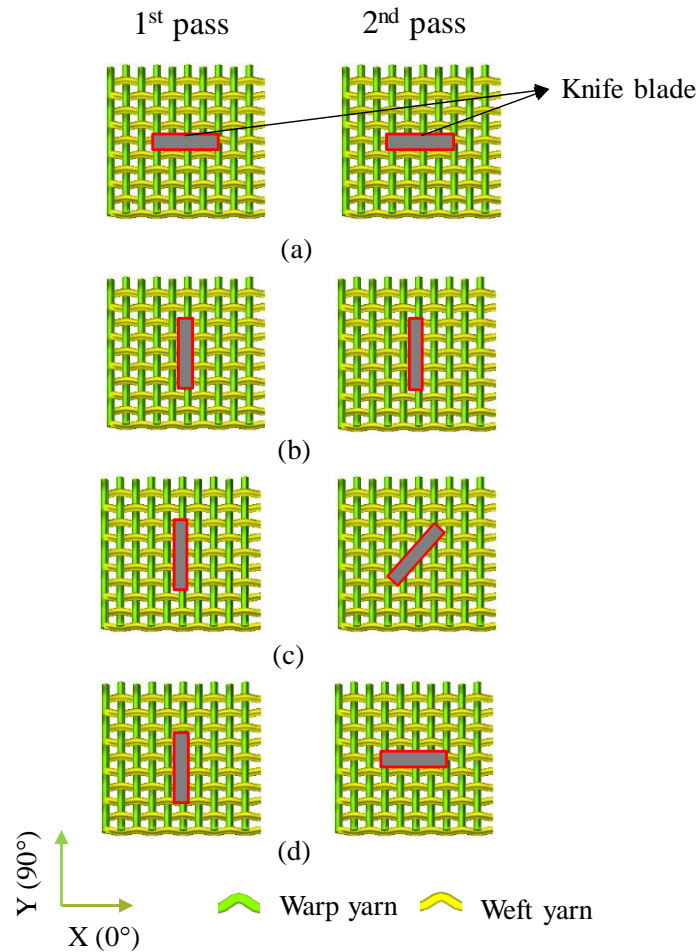 1st pass
2nd pass
Knife blade
(a)
(b)
(c)
(d)
Y (90°)
X (0°)
Warp yarn
Weft yarn